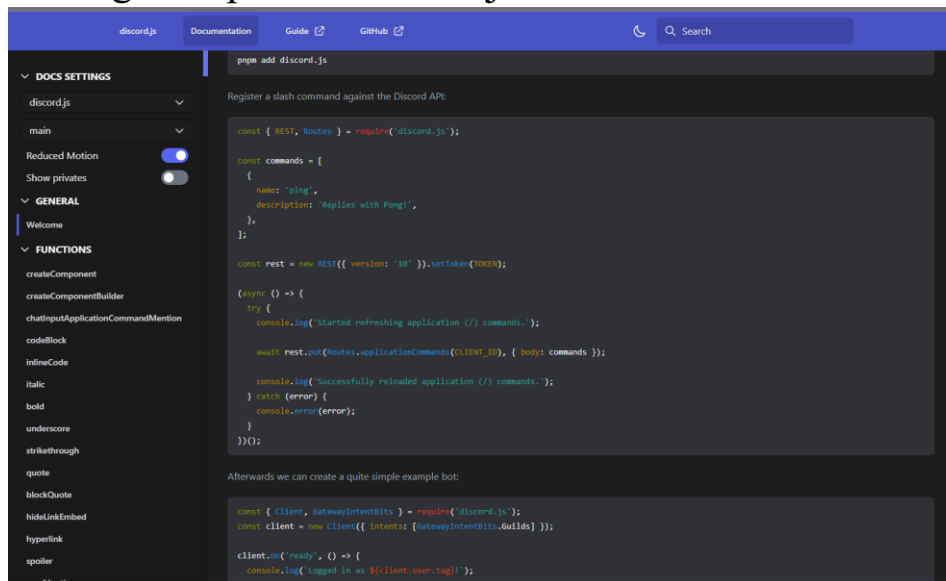 discord.js
Documentation
Guide
GitHub
Search
DOCS SETTINGS
discord.js
main
Reduced Motion
Show privates
GENERAL
Welcome
FUNCTIONS
createComponent
createComponentBuilder
chatInputApplicationCommandMention
codeBlock
inlineCode
italic
bold
underscore
strikethrough
quote
blockQuote
hideLinkEmbed
hyperlink
spoiler
pnpm add discord.js
Register a slash command against the Discord API:
const { REST, Routes } = require('discord.js');
const commands = [
{
name: 'ping',
description: 'Replies with Pong!',
},
];
const rest = new REST({ version: '10' }).setToken(TOKEN);
(async () => {
try {
console.log('Started refreshing application (/) commands.');
await rest.put(Routes.applicationCommands(CLIENT_ID), { body: commands });
console.log('Successfully reloaded application (/) commands.');
} catch (error) {
console.error(error);
}
})();
Afterwards we can create a quite simple example bot:
const { Client, GatewayIntentBits } = require('discord.js');
const client = new Client({ intents: [GatewayIntentBits.Guilds] });
client.on('ready', () => {
console.log(`Logged in as ${client.user.tag}!`);